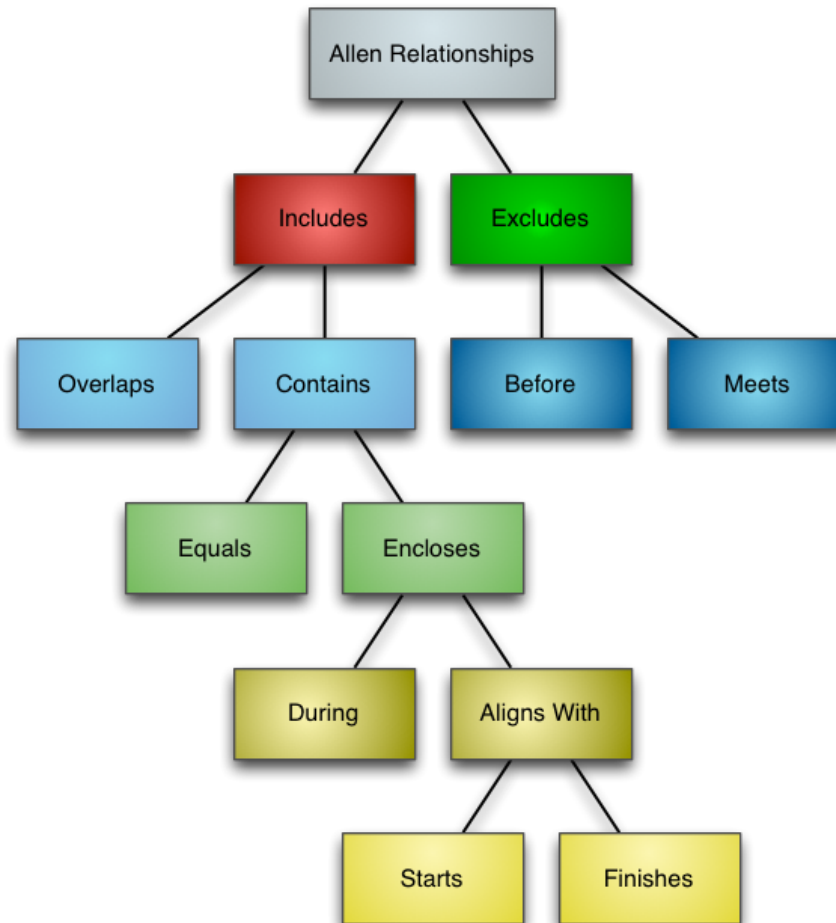 Allen Relationships
Includes
Excludes
Overlaps
Contains
Before
Meets
Equals
Encloses
During
Aligns With
Starts
Finishes